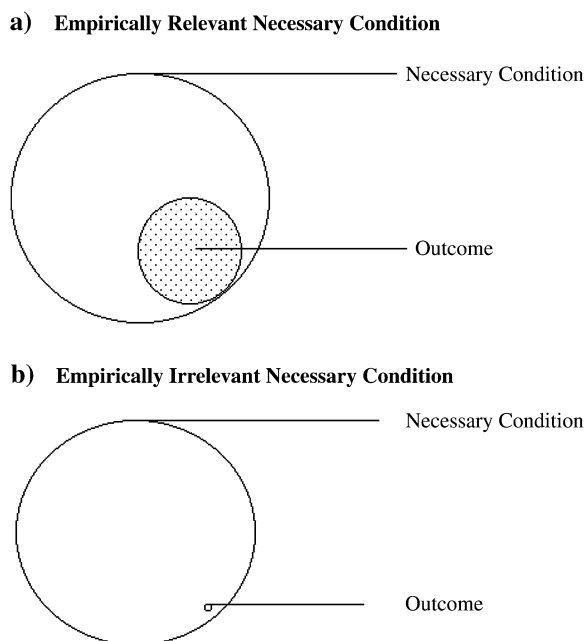 a) Empirically Relevant Necessary Condition
Necessary Condition
Outcome
b) Empirically Irrelevant Necessary Condition
Necessary Condition
Outcome